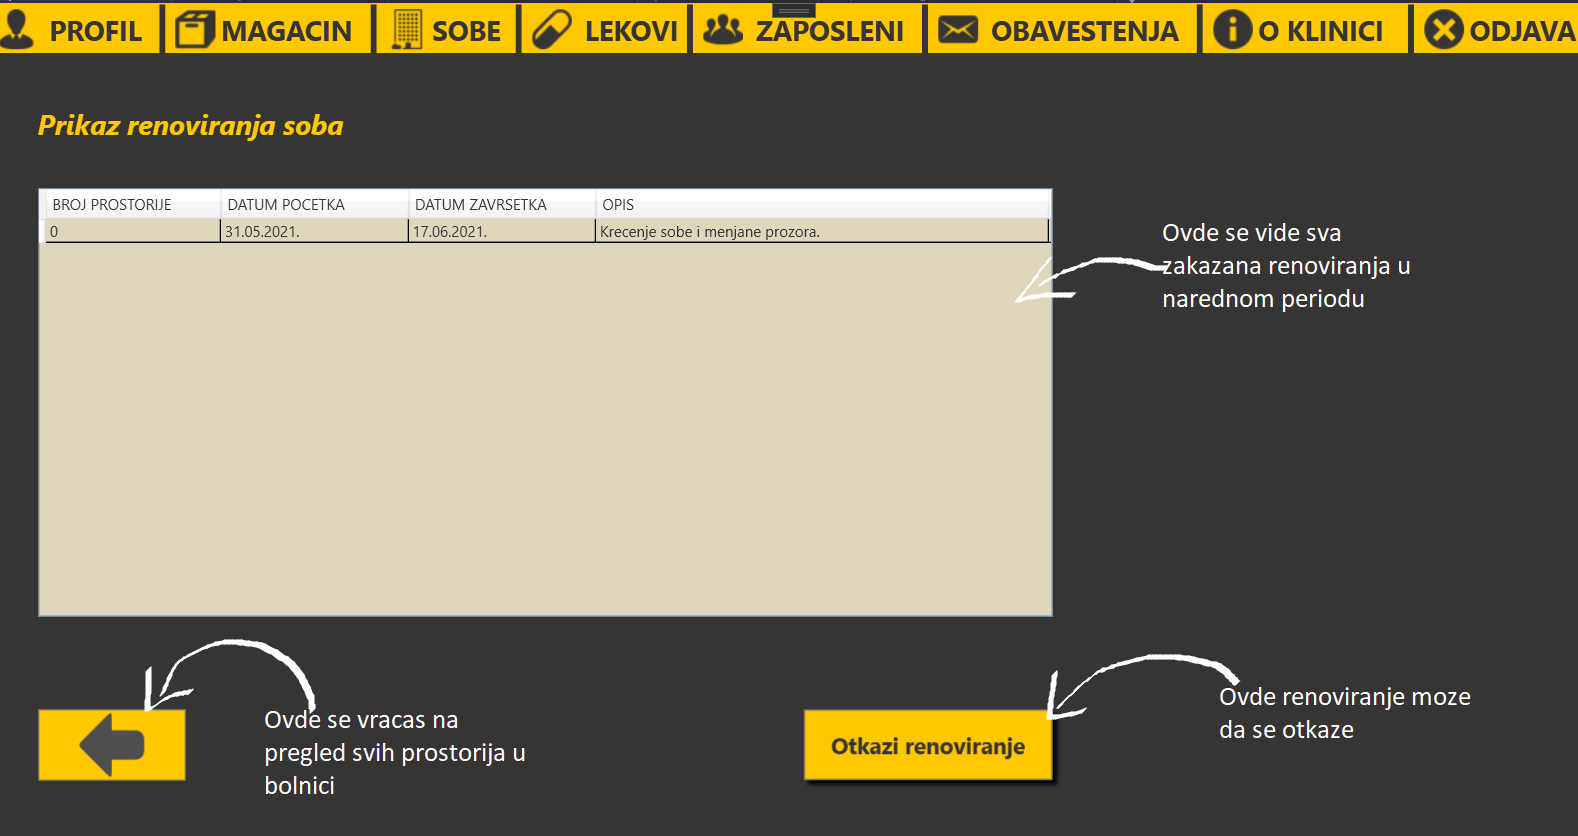 PROFIL MAGACIN SOBE LEKOVI ZAPOSLENI OBAVESTENJA O KLINICI ODJAVA
Prikaz renoviranja soba
BROJ PROSTORIJE DATUM POCETKA DATUM ZAVRSETKA OPIS
0 31.05.2021. 17.06.2021. Krecenje sobe i menjane prozora.
Ovde se vide sva
zakazana renoviranja u
narednom periodu
Ovde se vracas na
pregled svih prostorija u
bolnici
Otkazi renoviranje
Ovde renoviranje moze
da se otkaze